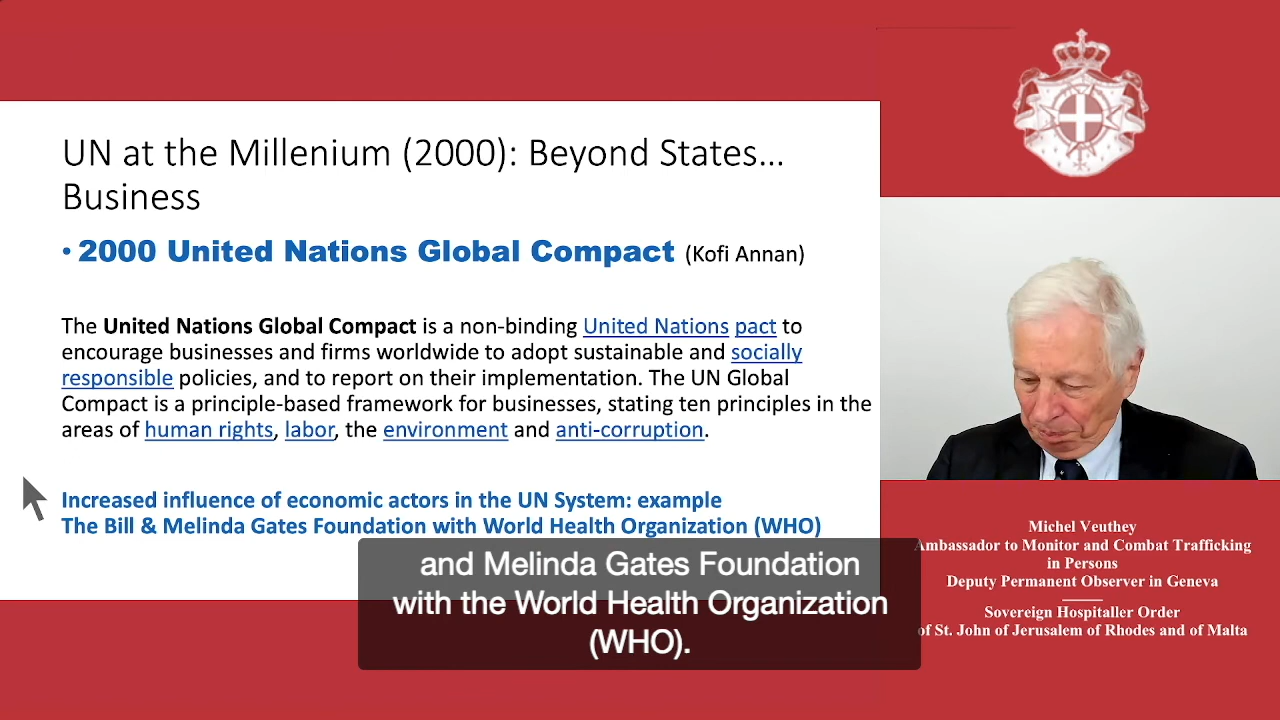 UN at the Millenium (2000): Beyond States...
Business
• 2000 United Nations Global Compact (Kofi Annan)
The United Nations Global Compact is a non-binding United Nations pact to
encourage businesses and firms worldwide to adopt sustainable and socially
responsible policies, and to report on their implementation. The UN Global
Compact is a principle-based framework for businesses, stating ten principles in the
areas of human rights, labor, the environment and anti-corruption.
Increased influence of economic actors in the UN System: example
The Bill & Melinda Gates Foundation with World Health Organization (WHO)
and Melinda Gates Foundation
with the World Health Organization
(WHO).
Michel Veuthey
Ambassador to Monitor and Combat Trafficking
in Persons
Deputy Permanent Observer in Geneva
Sovereign Hospitaller Order
of St. John of Jerusalem of Rhodes and of Malta